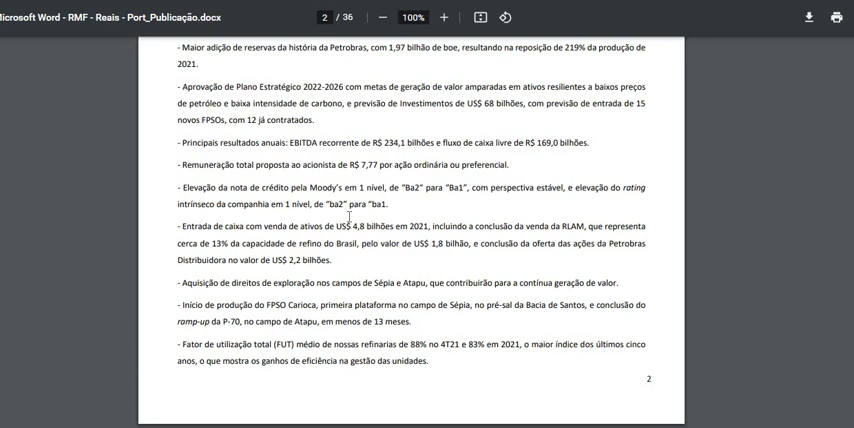 Microsoft Word - RMF - Reais - Port_Publicação.docx
2 / 36
100%
- Maior adição de reservas da história da Petrobras, com 1,97 bilhão de boe, resultando na reposição de 219% da produção de
2021.
- Aprovação de Plano Estratégico 2022-2026 com metas de geração de valor amparadas em ativos resilientes a baixos preços
de petróleo e baixa intensidade de carbono, e previsão de Investimentos de US$ 68 bilhões, com previsão de entrada de 15
novos FPSOs, com 12 já contratados.
- Principais resultados anuais: EBITDA recorrente de R$ 234,1 bilhões e fluxo de caixa livre de R$ 169,0 bilhões.
- Remuneração total proposta ao acionista de R$ 7,77 por ação ordinária ou preferencial.
- Elevação da nota de crédito pela Moody's em 1 nível, de "Ba2" para "Ba1", com perspectiva estável, e elevação do rating
intrínseco da companhia em 1 nível, de "ba2" para "ba1.
- Entrada de caixa com venda de ativos de US$ 4,8 bilhões em 2021, incluindo a conclusão da venda da RLAM, que representa
cerca de 13% da capacidade de refino do Brasil, pelo valor de US$ 1,8 bilhão, e conclusão da oferta das ações da Petrobras
Distribuidora no valor de US$ 2,2 bilhões.
- Aquisição de direitos de exploração nos campos de Sépia e Atapu, que contribuirão para a contínua geração de valor.
- Início de produção do FPSO Carioca, primeira plataforma no campo de Sépia, no pré-sal da Bacia de Santos, e conclusão do
ramp-up da P-70, no campo de Atapu, em menos de 13 meses.
- Fator de utilização total (FUT) médio de nossas refinarias de 88% no 4T21 e 83% em 2021, o maior índice dos últimos cinco
anos, o que mostra os ganhos de eficiência na gestão das unidades.
2